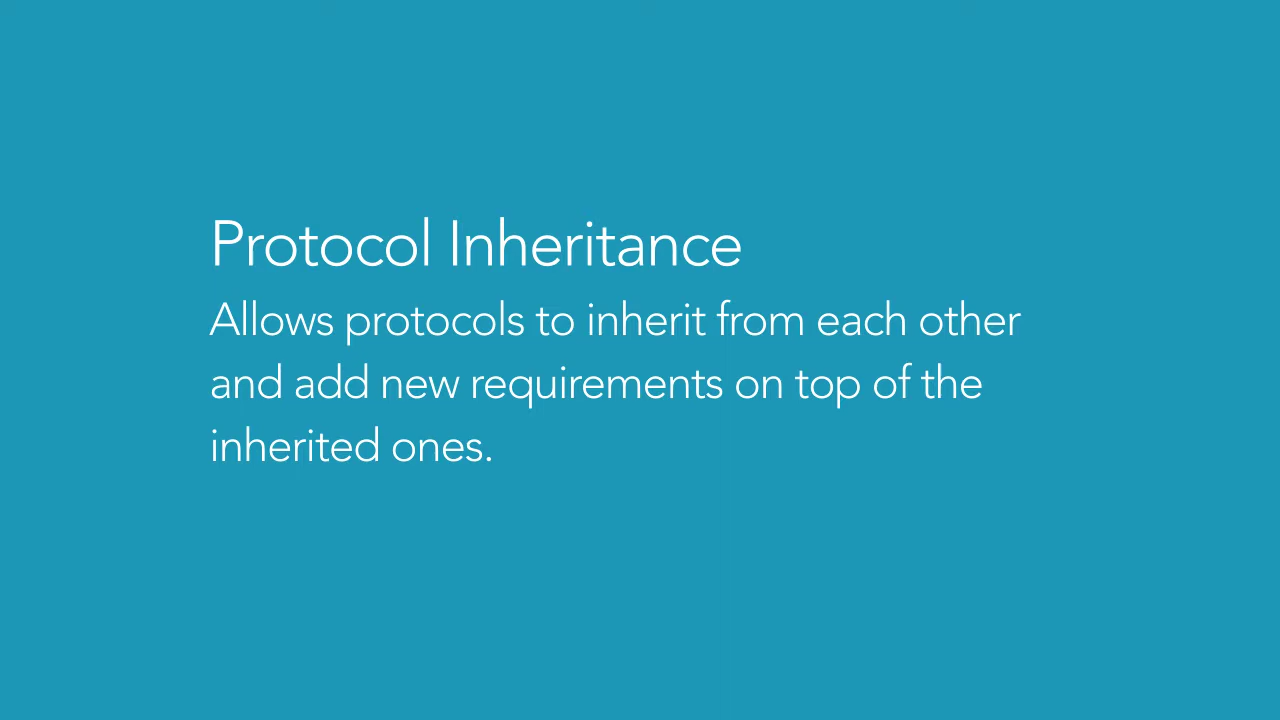 Protocol Inheritance
Allows protocols to inherit from each other
and add new requirements on top of the
inherited ones.